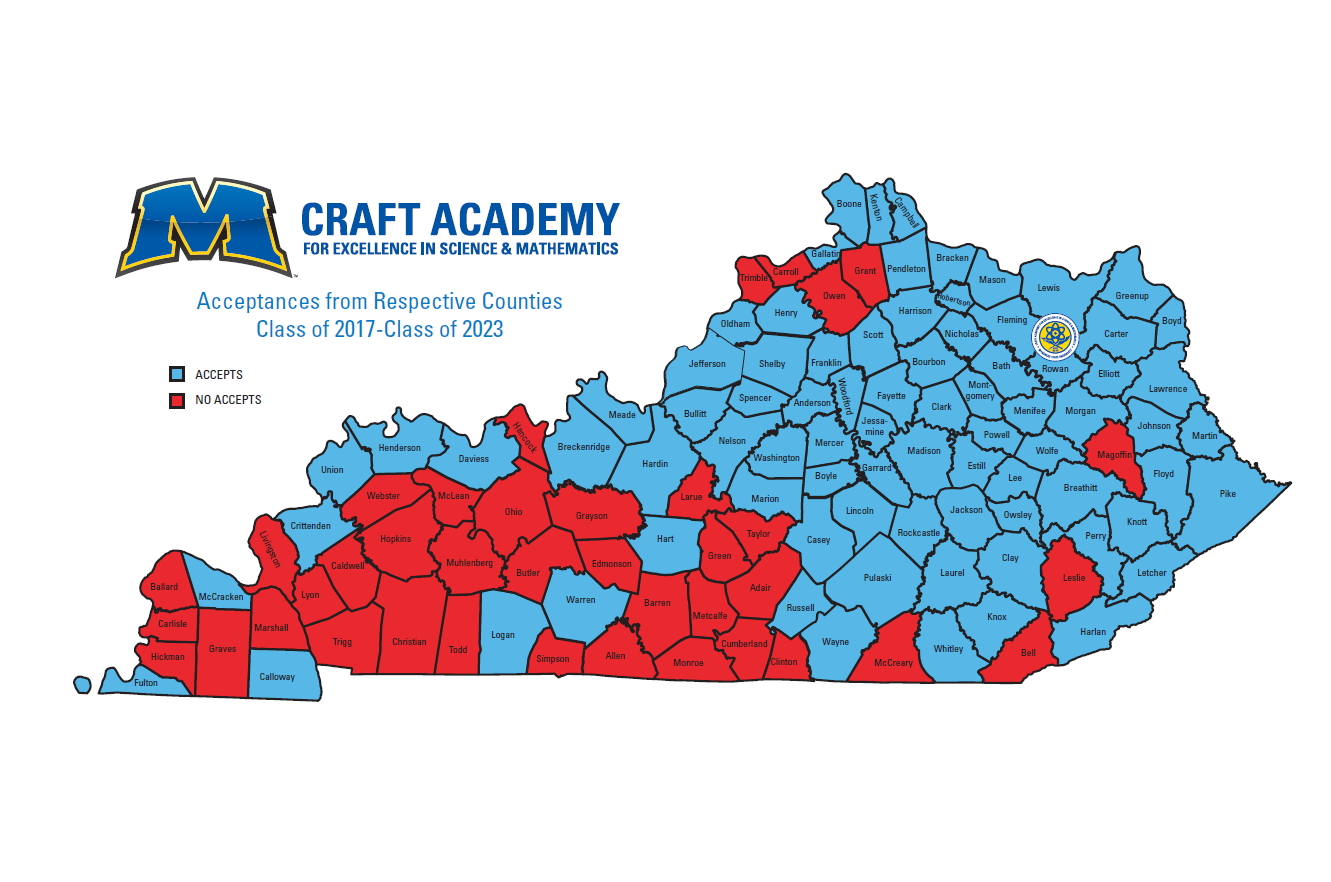 CRAFT ACADEMY
FOR EXCELLENCE IN SCIENCE & MATHEMATICS
™
Acceptances from Respective Counties
Class of 2017-Class of 2023
ACCEPTS
NO ACCEPTS
Boone
Kenton
Campbell
Gallatin
Grant
Pendleton
Bracken
Mason
Lewis
Greenup
Boyd
Trimble
Carroll
Owen
Robertson
Henry
Harrison
Fleming
Carter
Oldham
Scott
Nicholas
Rowan
Elliott
Lawrence
Jefferson
Shelby
Franklin
Bourbon
Bath
Woodford
Spencer
Anderson
Fayette
Clark
Mont-
gomery
Menifee
Morgan
Johnson
Martin
Meade
Bullitt
Jessa-
mine
Hancock
Breckenridge
Nelson
Mercer
Madison
Powell
Wolfe
Magoffin
Floyd
Pike
Henderson
Daviess
Union
Hardin
Washington
Boyle
Garrard
Estill
Lee
Breathitt
Webster
McLean
Larue
Marion
Lincoln
Jackson
Owsley
Knott
Crittenden
Ohio
Grayson
Hart
Taylor
Casey
Rockcastle
Perry
Livingston
Hopkins
Green
Clay
Letcher
Caldwell
Muhlenberg
Butler
Edmonson
Pulaski
Laurel
Leslie
Ballard
McCracken
Lyon
Warren
Barren
Adair
Russell
Knox
Carlisle
Marshall
Metcalfe
Harlan
Hickman
Graves
Trigg
Christian
Todd
Logan
Simpson
Allen
Monroe
Cumberland
Clinton
Wayne
McCreary
Whitley
Bell
Fulton
Calloway